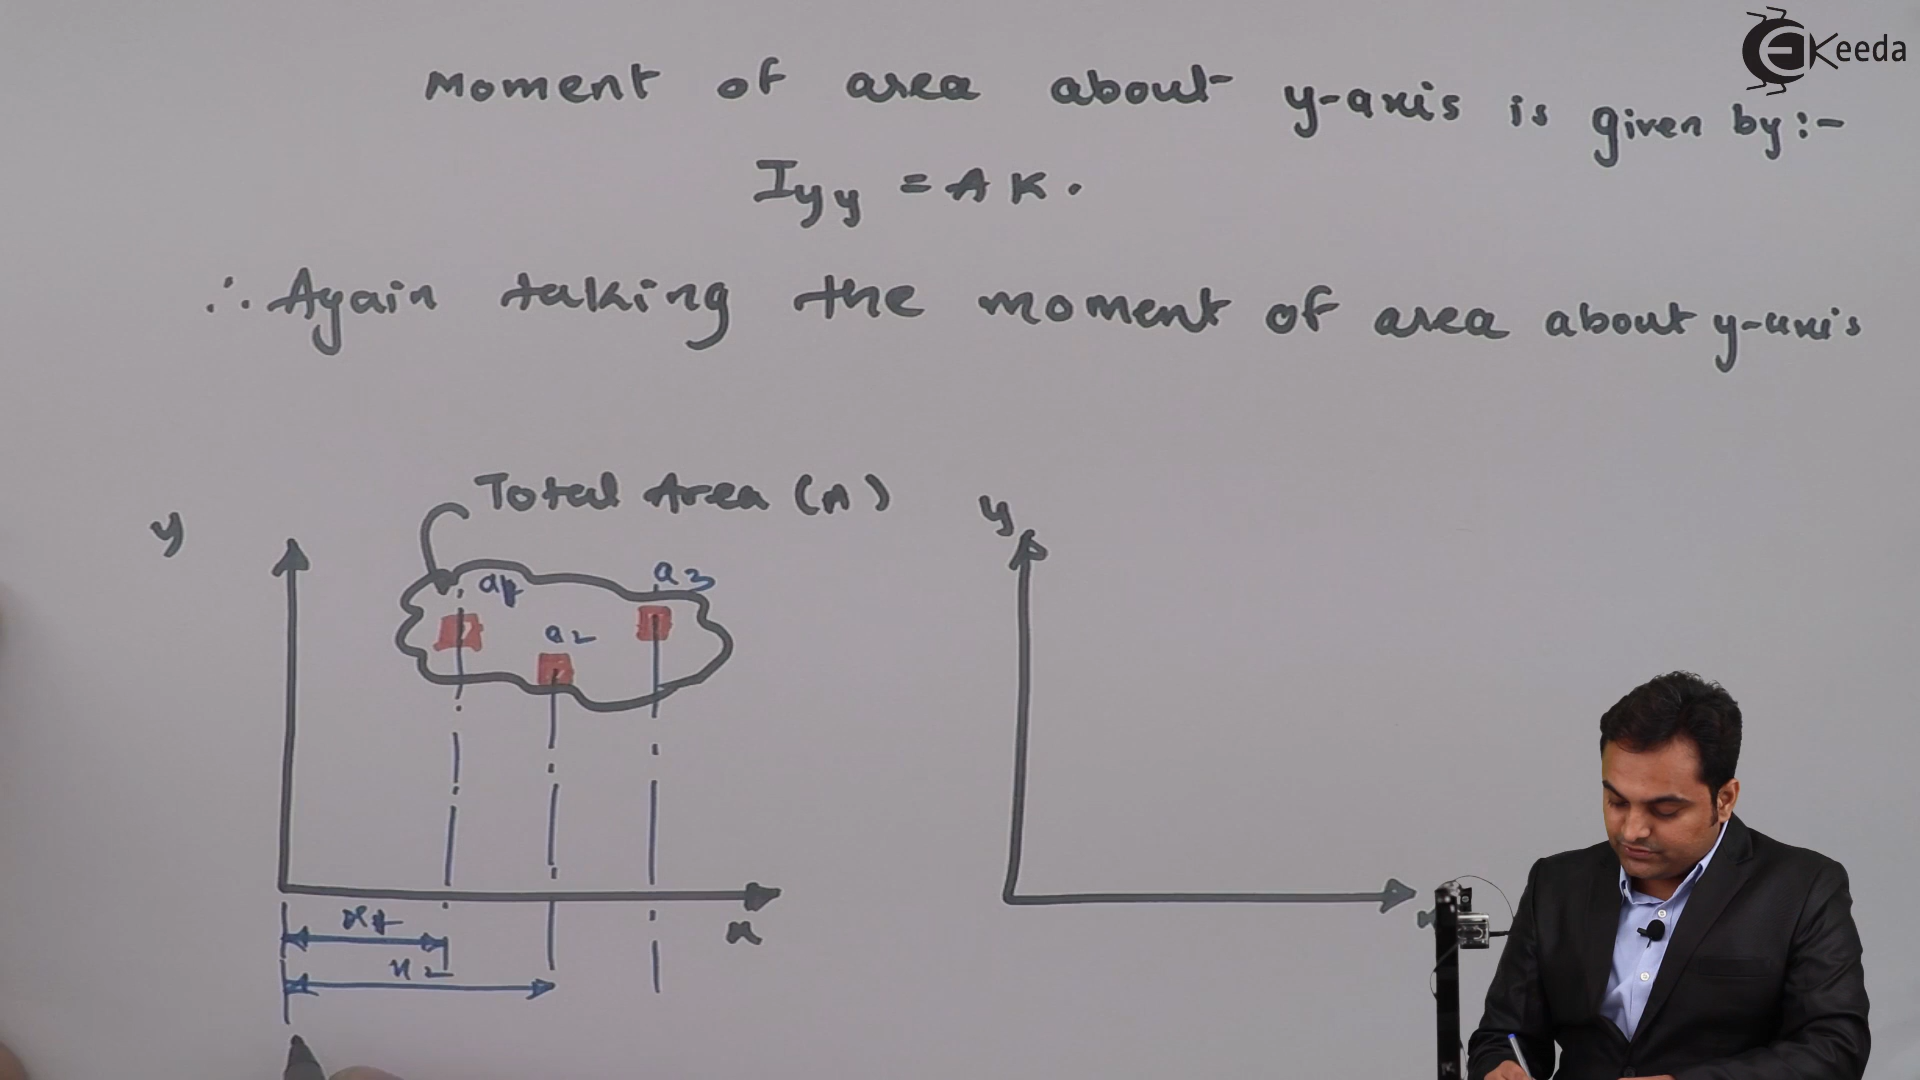 EKeeda
Moment of area about y-axis is given by:-
Iyy = AK.
∴ Again taking the moment of area about y-axis
Total Area (A)
y
y
a1
a2
a3
x
x1
x2